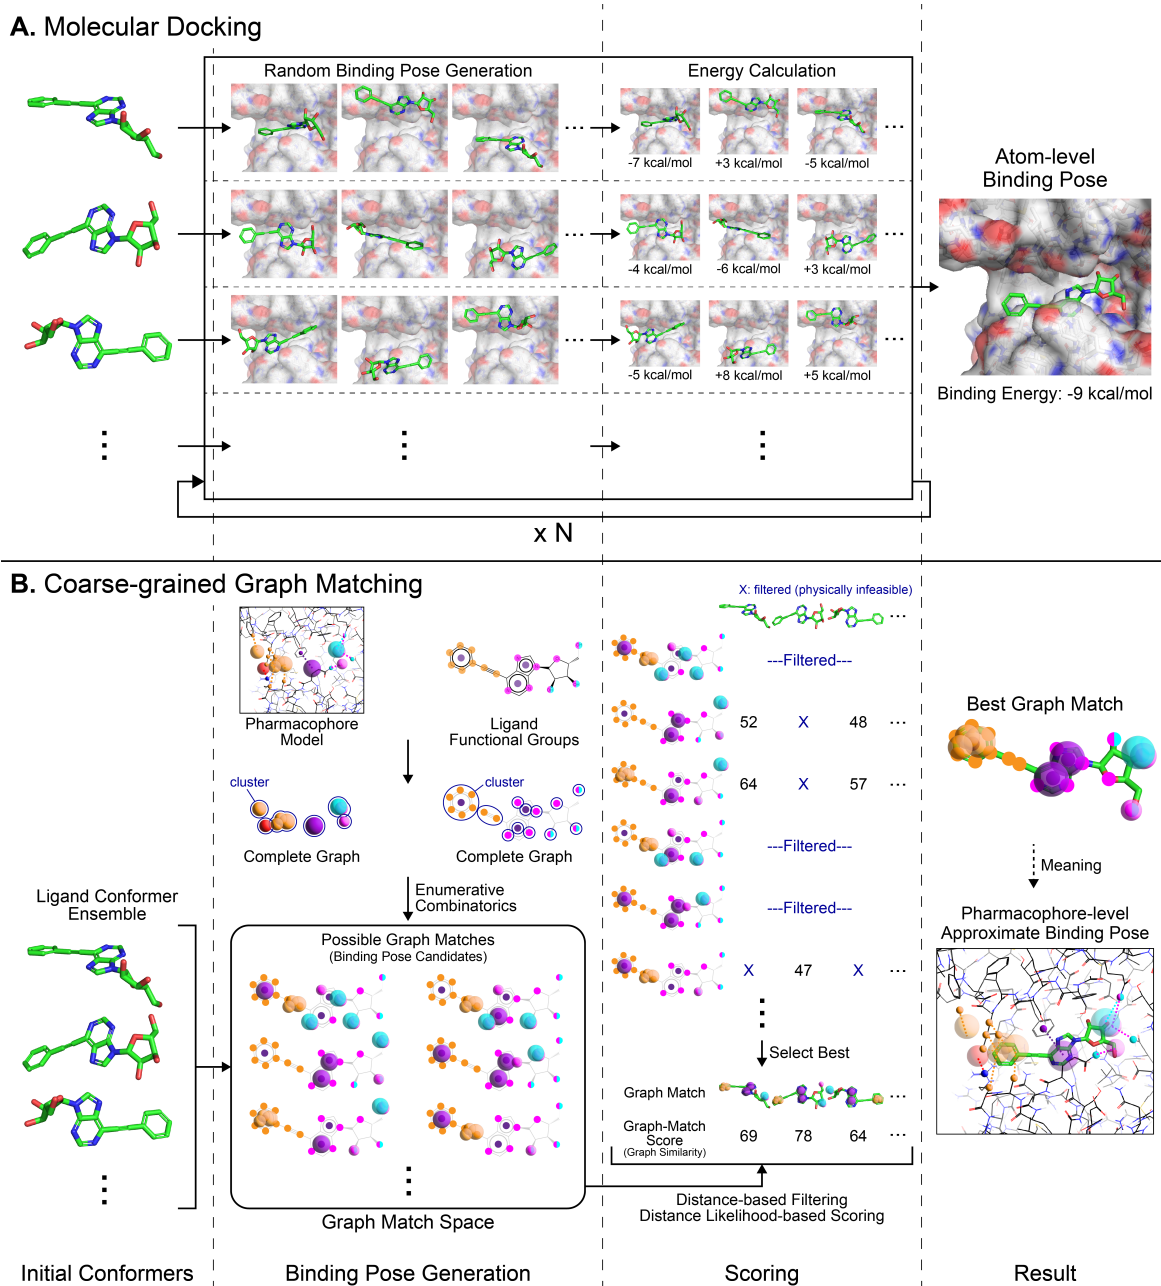 A. Molecular Docking
Random Binding Pose Generation
Energy Calculation
-7 kcal/mol
+3 kcal/mol
-5 kcal/mol
-4 kcal/mol
-6 kcal/mol
+3 kcal/mol
-5 kcal/mol
+8 kcal/mol
+5 kcal/mol
x N
Atom-level
Binding Pose
Binding Energy: -9 kcal/mol
B. Coarse-grained Graph Matching
Pharmacophore
Model
Ligand
Functional Groups
cluster
cluster
Complete Graph
Complete Graph
Enumerative
Combinatorics
Ligand Conformer
Ensemble
Possible Graph Matches
(Binding Pose Candidates)
Graph Match Space
X: filtered (physically infeasible)
---Filtered---
52 X 48
64 X 57
---Filtered---
---Filtered---
X 47 X
Select Best
Graph Match
Graph-Match
Score
(Graph Similarity)
69 78 64
Distance-based Filtering
Distance Likelihood-based Scoring
Best Graph Match
Meaning
Pharmacophore-level
Approximate Binding Pose
Initial Conformers
Binding Pose Generation
Scoring
Result